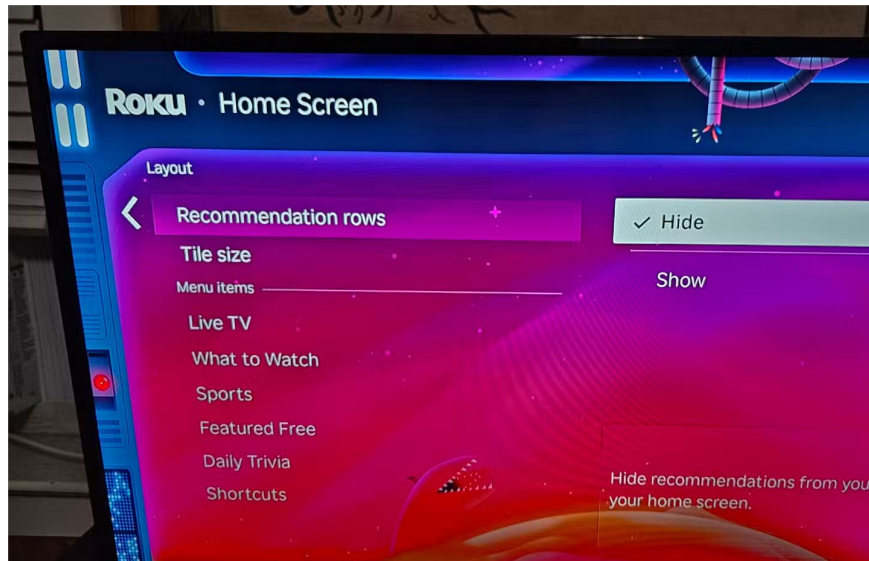 Roku · Home Screen
Layout
Recommendation rows
Hide
Tile size
Show
Menu items
Live TV
What to Watch
Sports
Featured Free
Daily Trivia
Shortcuts
Hide recommendations from you
your home screen.